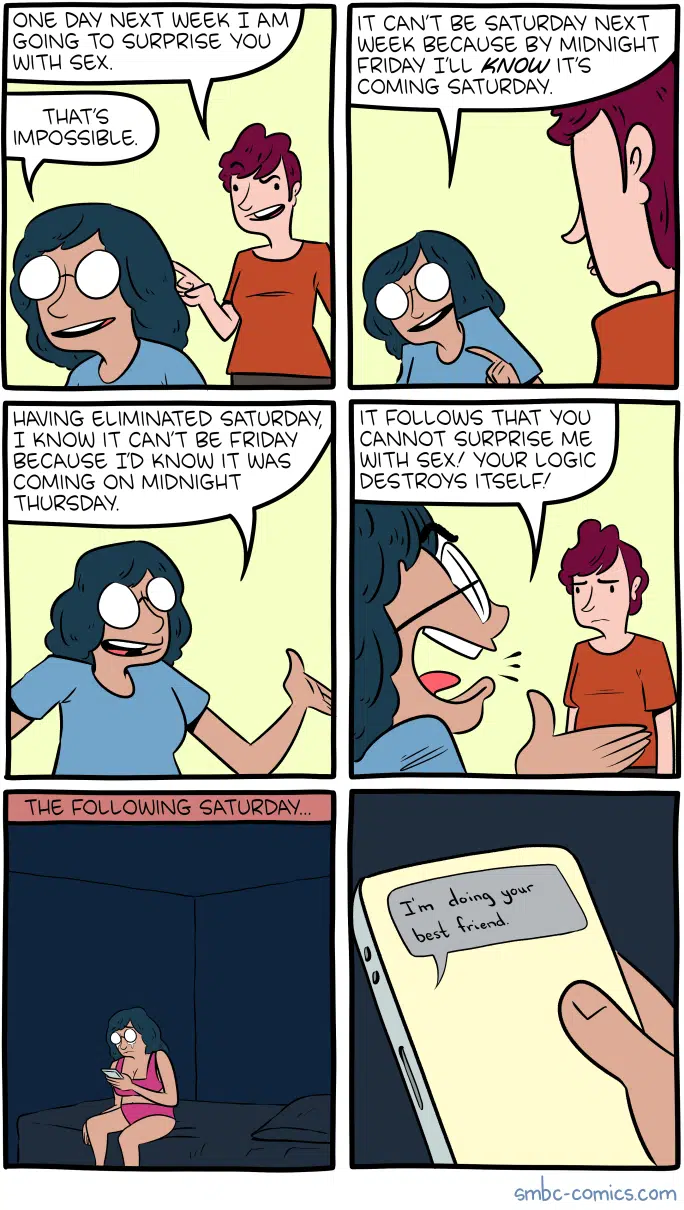 ONE DAY NEXT WEEK I AM
GOING TO SURPRISE YOU
WITH SEX.
THAT'S
IMPOSSIBLE.
IT CAN'T BE SATURDAY NEXT
WEEK BECAUSE BY MIDNIGHT
FRIDAY I'LL KNOW IT'S
COMING SATURDAY.
HAVING ELIMINATED SATURDAY,
I KNOW IT CAN'T BE FRIDAY
BECAUSE I'D KNOW IT WAS
COMING ON MIDNIGHT
THURSDAY.
IT FOLLOWS THAT YOU
CANNOT SURPRISE ME
WITH SEX! YOUR LOGIC
DESTROYS ITSELF!
THE FOLLOWING SATURDAY...
I'm doing your
best friend.
smbc-comics.com